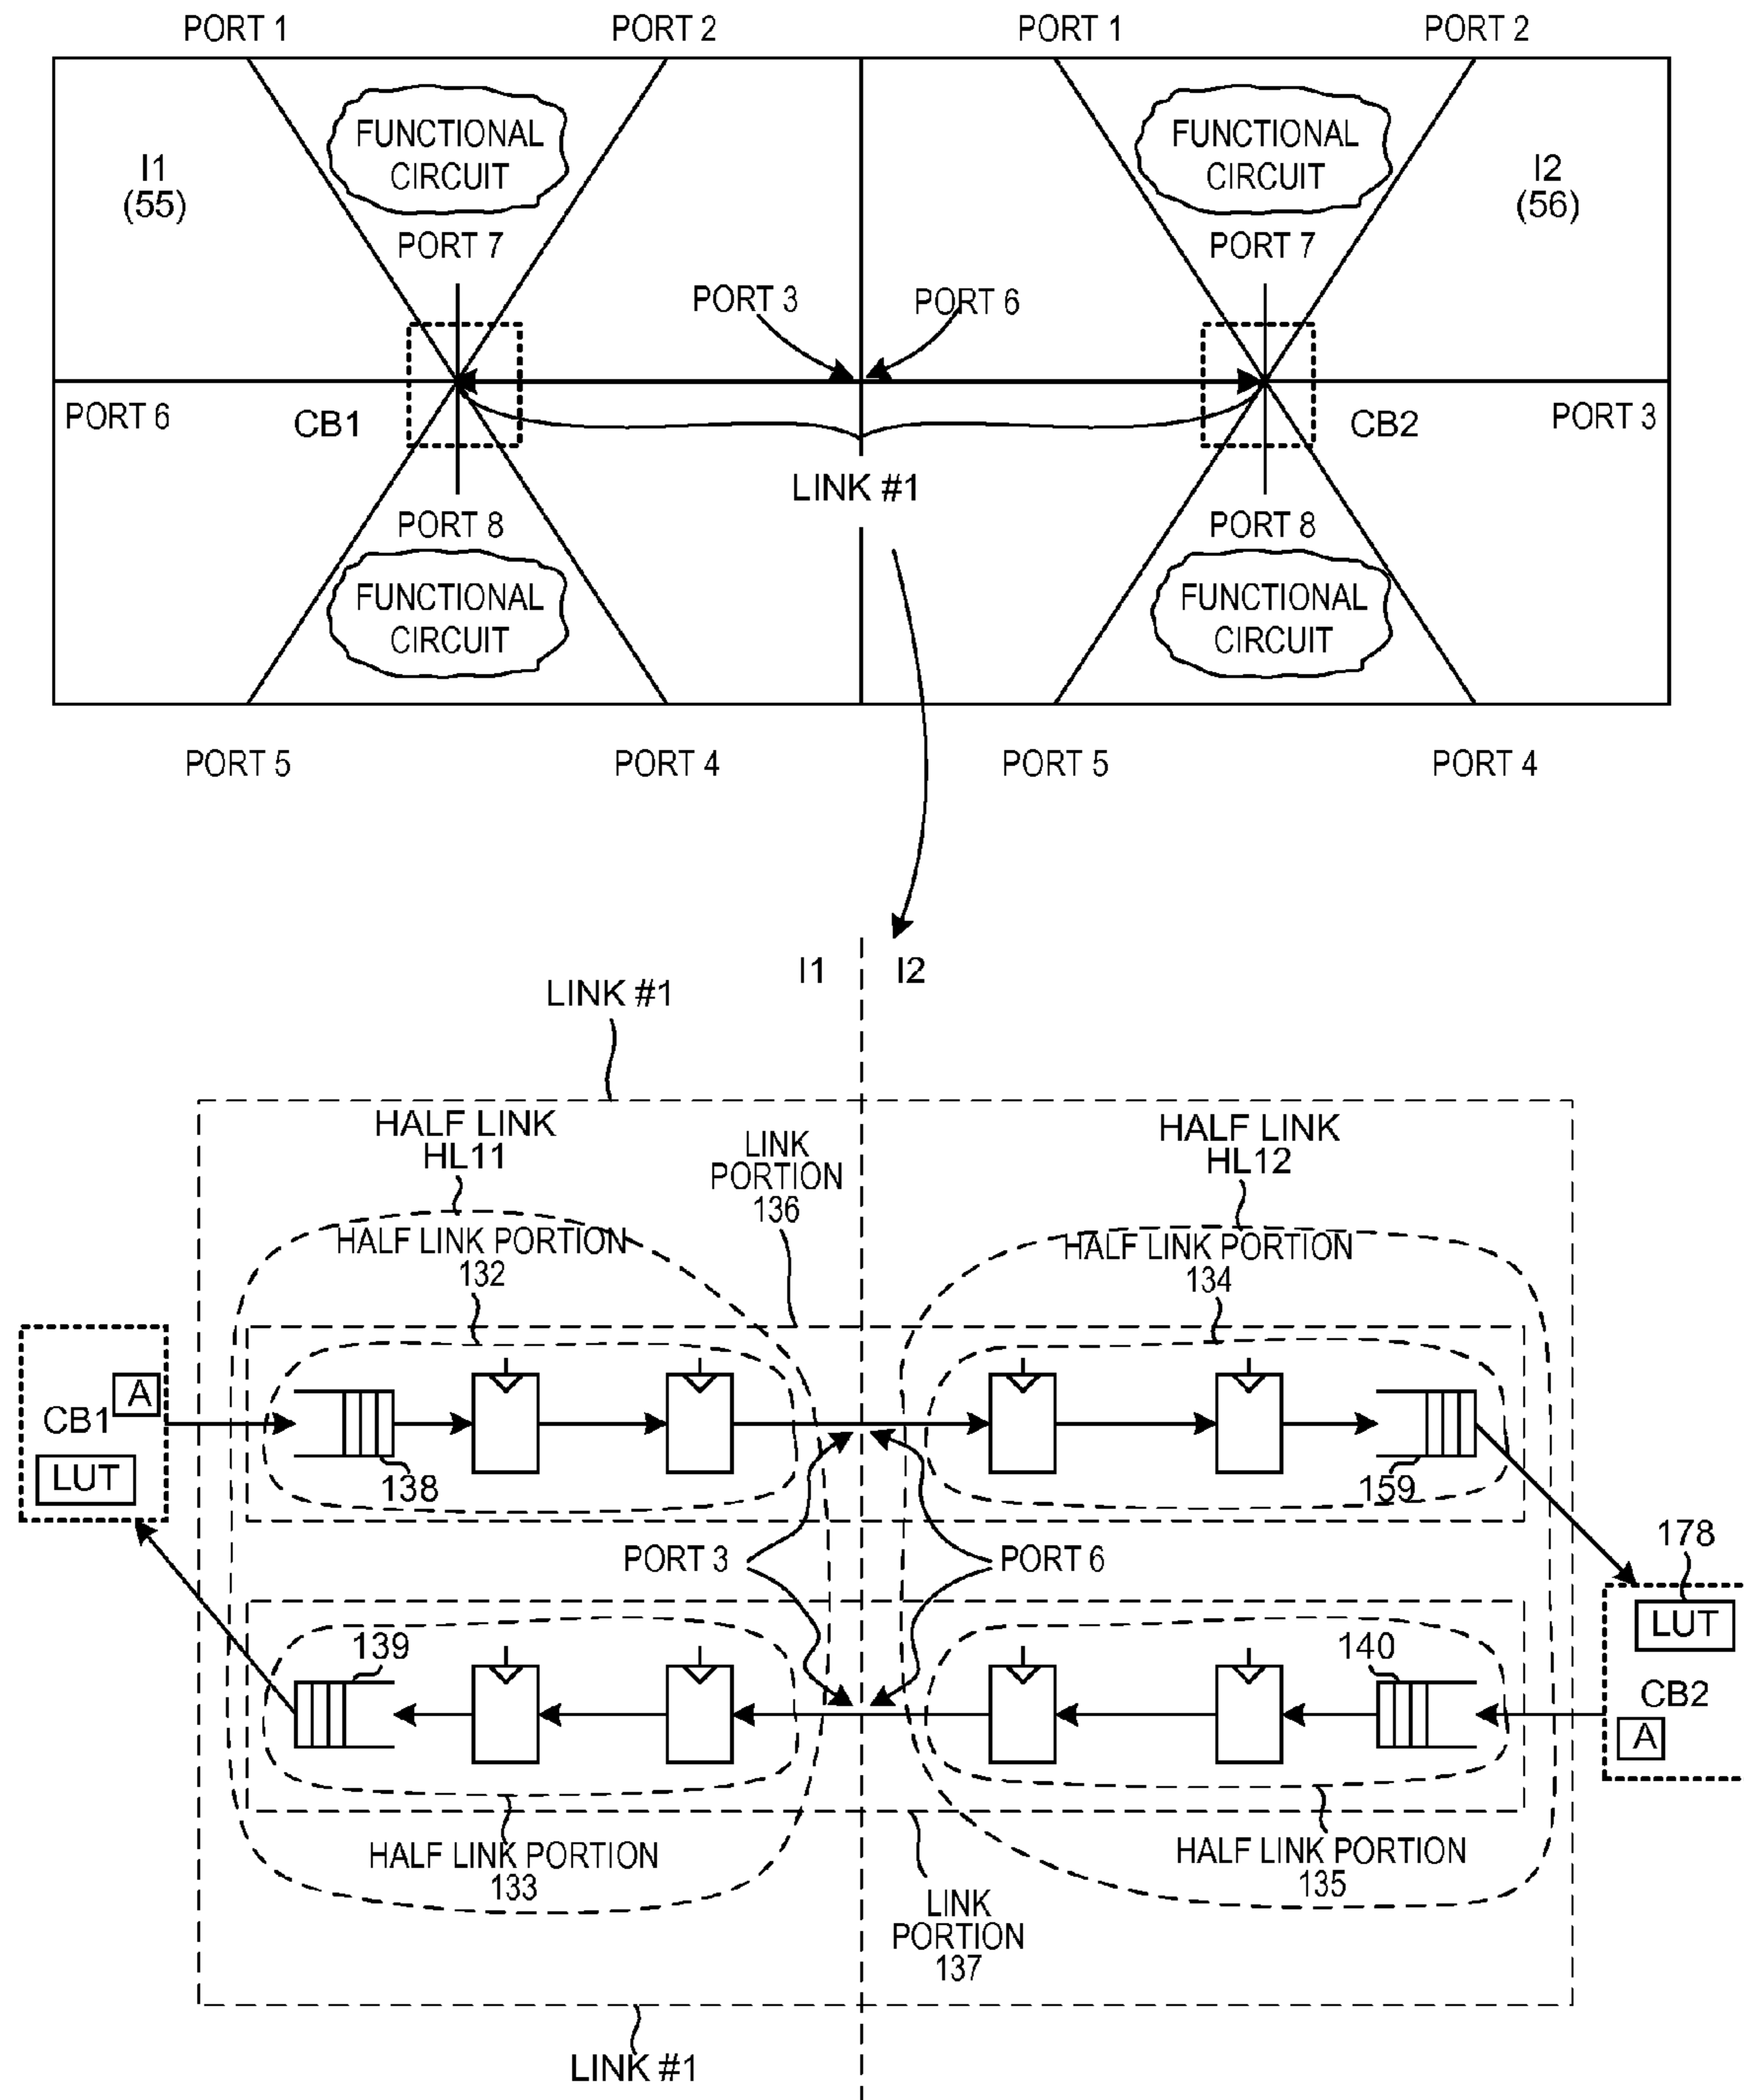 PORT 1
PORT 2
PORT 1
PORT 2
FUNCTIONAL
CIRCUIT
FUNCTIONAL
CIRCUIT
I1
(55)
I2
(56)
PORT 7
PORT 7
PORT 3
PORT 6
PORT 6
CB1
CB2
PORT 3
LINK #1
PORT 8
PORT 8
FUNCTIONAL
CIRCUIT
FUNCTIONAL
CIRCUIT
PORT 5
PORT 4
PORT 5
PORT 4
I1
I2
LINK #1
HALF LINK
HL11
LINK
PORTION
136
HALF LINK
HL12
HALF LINK PORTION
132
HALF LINK PORTION
134
A
CB1
LUT
138
159
PORT 3
PORT 6
178
LUT
139
140
CB2
A
HALF LINK PORTION
133
HALF LINK PORTION
135
LINK
PORTION
137
LINK #1